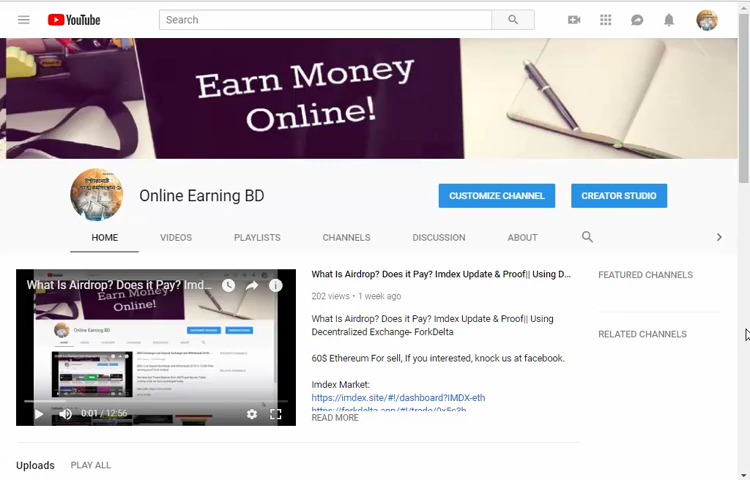 YouTube
Search
Earn Money
Online!
Online Earning BD
CUSTOMIZE CHANNEL
CREATOR STUDIO
HOME
VIDEOS
PLAYLISTS
CHANNELS
DISCUSSION
ABOUT
What Is Airdrop? Does it Pay? Imd...
Earn Money
Online!
Online Earning BD
0:01 / 12:56
What Is Airdrop? Does it Pay? Imdex Update & Proof|| Using D...
202 views • 1 week ago
What Is Airdrop? Does it Pay? Imdex Update & Proof|| Using
Decentralized Exchange- ForkDelta
60$ Ethereum For sell, If you interested, knock us at facebook.
Imdex Market:
https://imdex.site/#!/dashboard?IMDX-eth
READ MORE
FEATURED CHANNELS
RELATED CHANNELS
Uploads
PLAY ALL